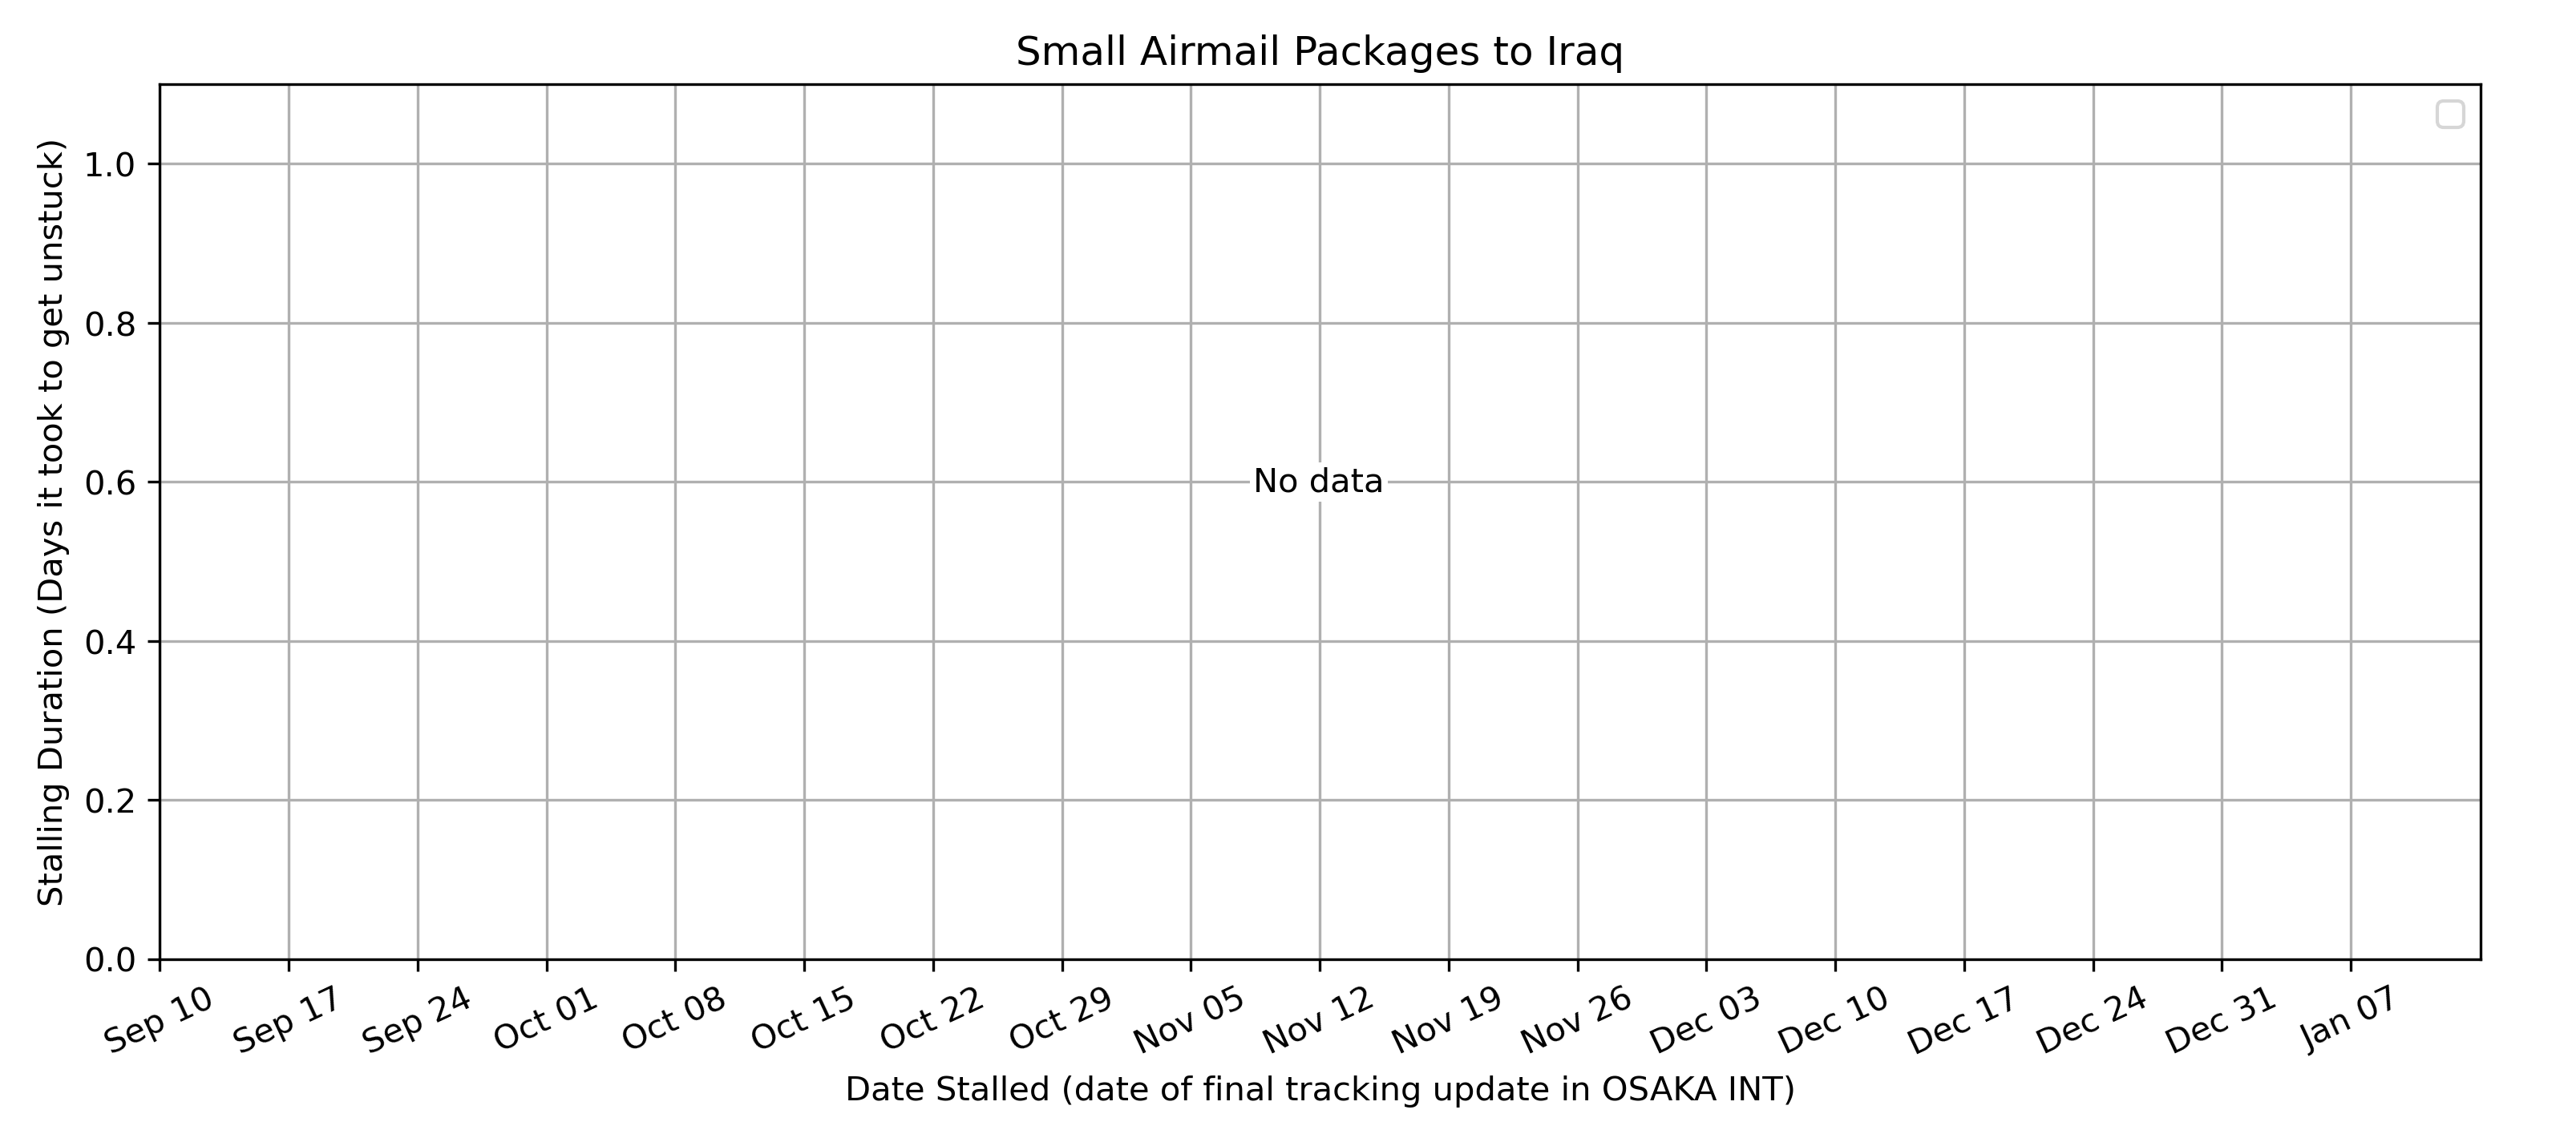 Small Airmail Packages to Iraq
Stalling Duration (Days it took to get unstuck)
1.0
0.8
0.6
0.4
0.2
0.0
No data
Sep 10
Sep 17
Sep 24
Oct 01
Oct 08
Oct 15
Oct 22
Oct 29
Nov 05
Nov 12
Nov 19
Nov 26
Dec 03
Dec 10
Dec 17
Dec 24
Dec 31
Jan 07
Date Stalled (date of final tracking update in OSAKA INT)